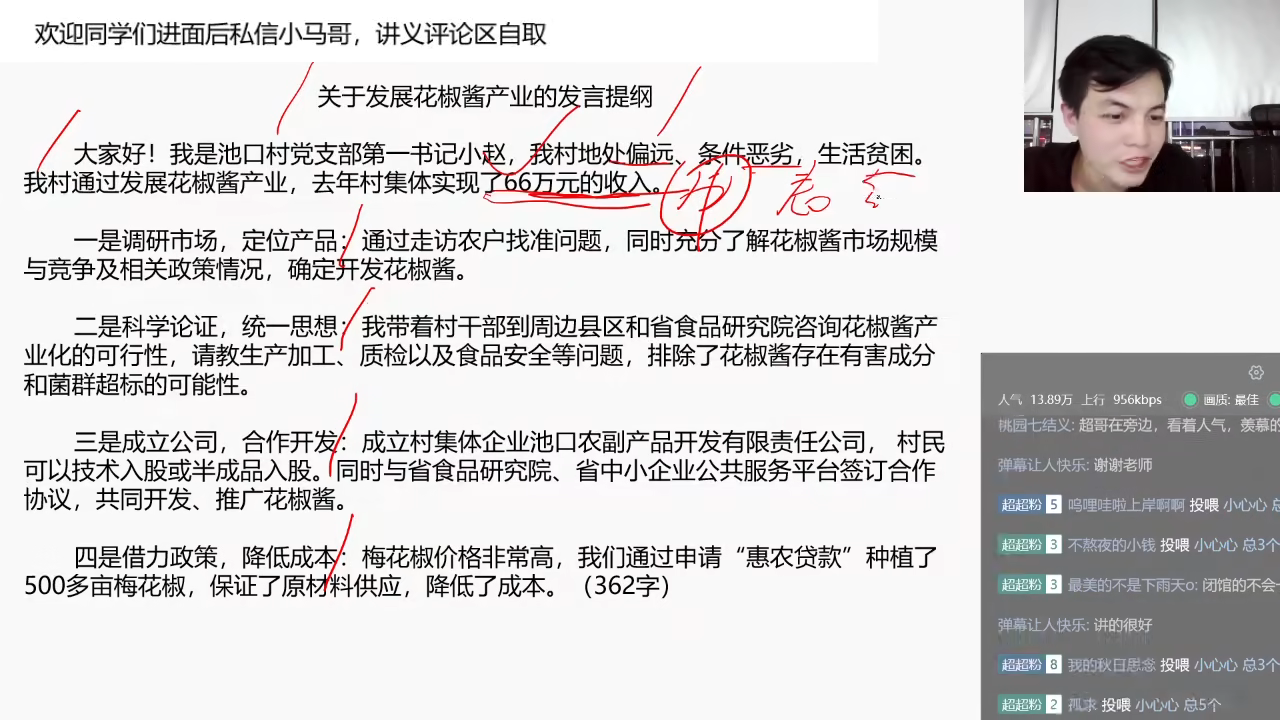 欢迎同学们进面后私信小马哥，讲义评论区自取
关于发展花椒酱产业的发言提纲
大家好！我是池口村党支部第一书记小赵，我村地处偏远、条件恶劣，生活贫困。
我村通过发展花椒酱产业，去年村集体实现了66万元的收入。
一是调研市场，定位产品：通过走访农户找准问题，同时充分了解花椒酱市场规模
与竞争及相关政策情况，确定开发花椒酱。
二是科学论证，统一思想：我带着村干部到周边县区和省食品研究院咨询花椒酱产
业化的可行性，请教生产加工、质检以及食品安全等问题，排除了花椒酱存在有害成分
和菌群超标的可能性。
三是成立公司，合作开发：成立村集体企业池口农副产品开发有限责任公司， 村民
可以技术入股或半成品入股。同时与省食品研究院、省中小企业公共服务平台签订合作
协议，共同开发、推广花椒酱。
四是借力政策，降低成本：梅花椒价格非常高，我们通过申请“惠农贷款”种植了
500多亩梅花椒，保证了原材料供应，降低了成本。（362字）
人气 13.89万 上行 956kbps 画质: 最佳
桃园七结义: 超哥在旁边，看着人气，羡慕的
弹幕让人快乐: 谢谢老师
超超粉 5 呜哩哇啦上岸啊啊 投喂 小心心 总
超超粉 3 不熬夜的小钱 投喂 小心心 总3个
超超粉 3 最美的不是下雨天o: 闭馆的不会
弹幕让人快乐: 讲的很好
超超粉 8 我的秋日思念 投喂 小心心 总3个
超超粉 2 孤求 投喂 小心心 总5个